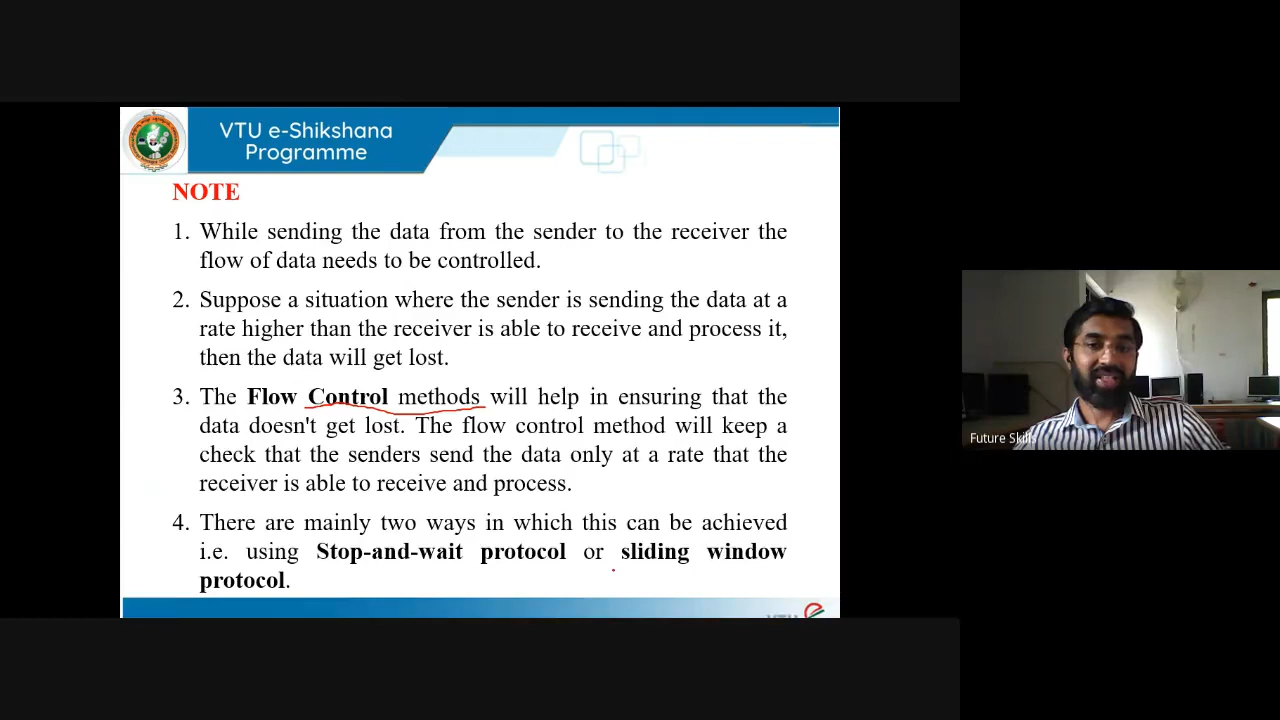 VTU e-Shikshana
Programme
NOTE
1. While sending the data from the sender to the receiver the
flow of data needs to be controlled.
2. Suppose a situation where the sender is sending the data at a
rate higher than the receiver is able to receive and process it,
then the data will get lost.
3. The Flow Control methods will help in ensuring that the
data doesn't get lost. The flow control method will keep a
check that the senders send the data only at a rate that the
receiver is able to receive and process.
4. There are mainly two ways in which this can be achieved
i.e. using Stop-and-wait protocol or sliding window
protocol.
Future Skills